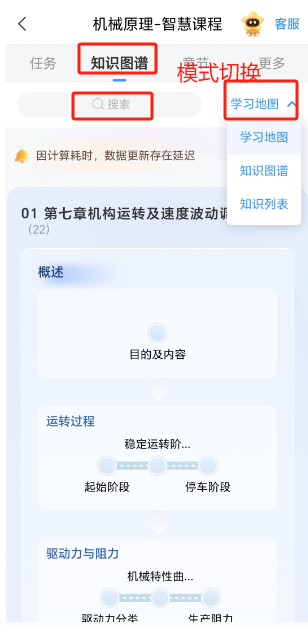 机械原理-智慧课程
客服
任务
知识图谱
章节
更多
模式切换
搜索
学习地图
学习地图
知识图谱
知识列表
因计算耗时，数据更新存在延迟
01 第七章机构运转及速度波动调
(22)
概述
目的及内容
运转过程
稳定运转阶...
起始阶段
停车阶段
驱动力与阻力
机械特性曲...
驱动力分类
生产阻力